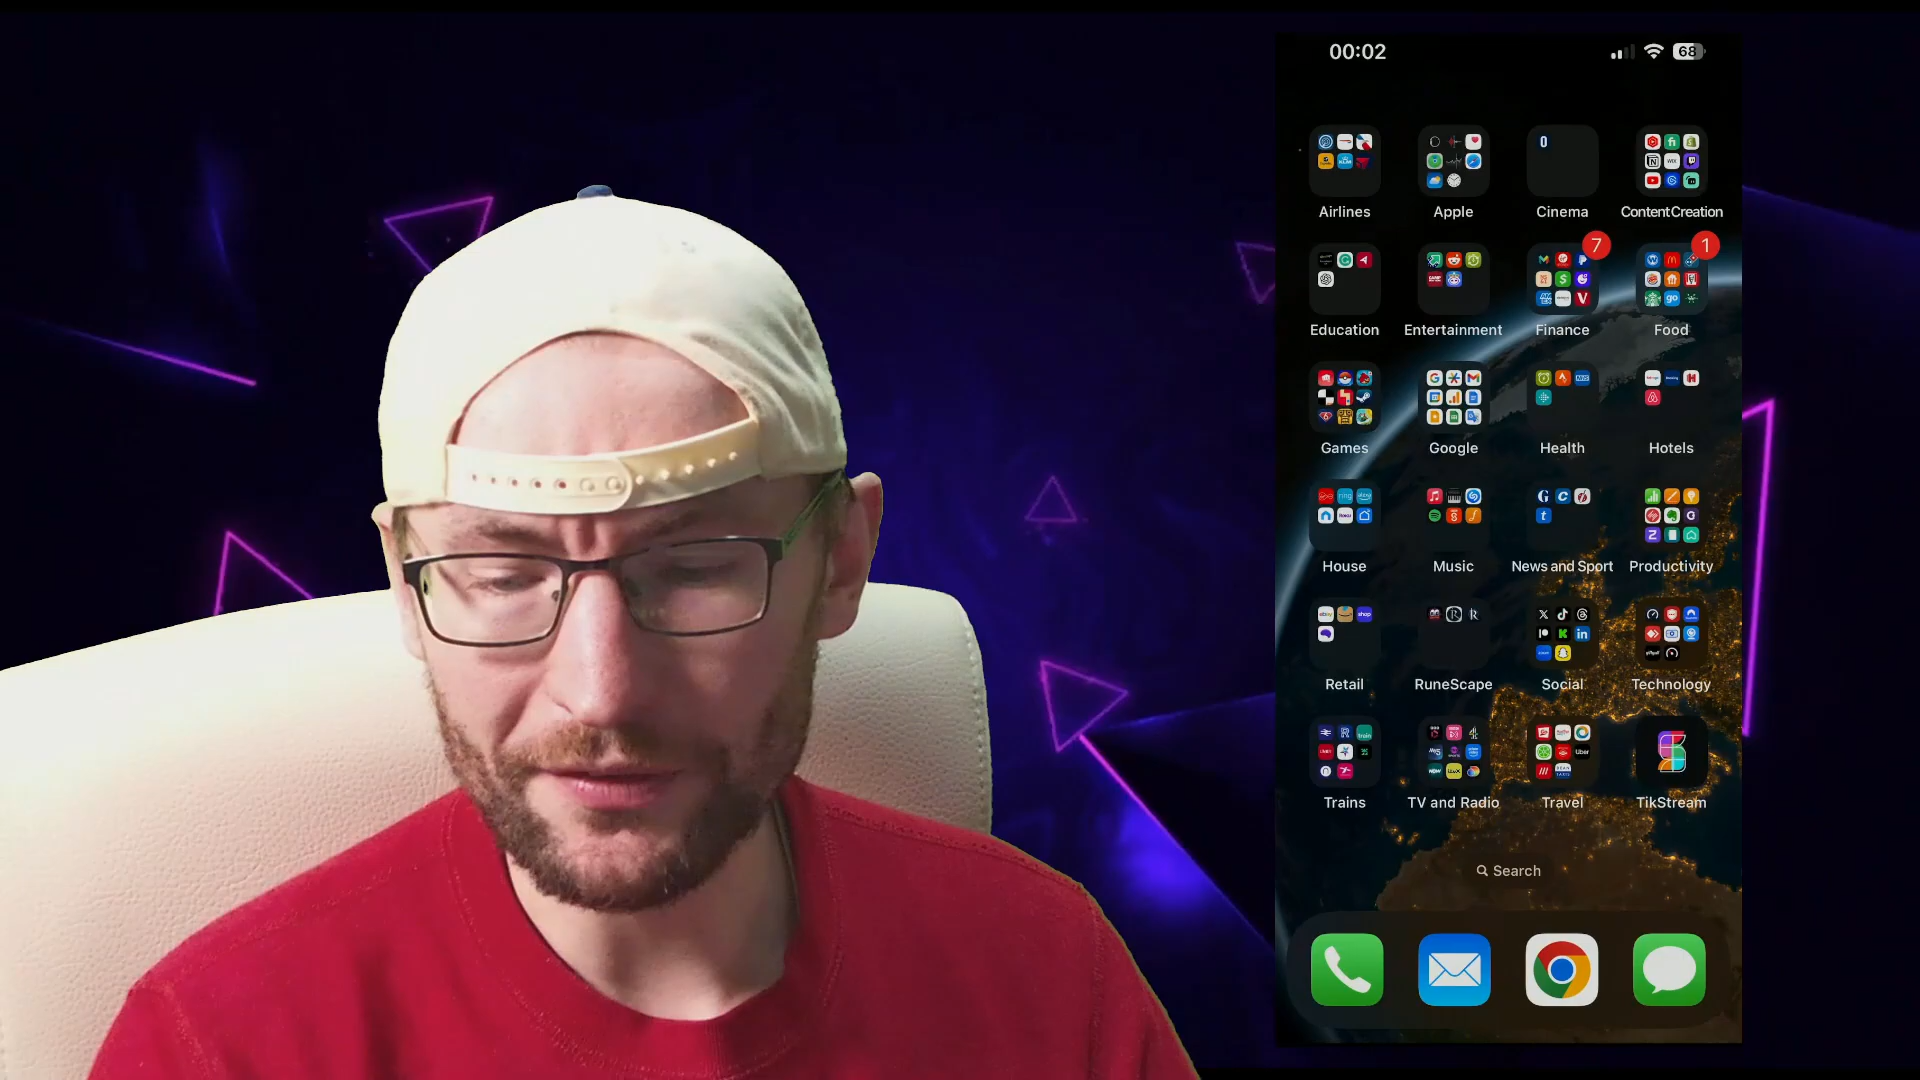 00:02
68
Airlines
Apple
Cinema
ContentCreation
7
1
Education
Entertainment
Finance
Food
Games
Google
Health
Hotels
House
Music
News and Sport
Productivity
Retail
RuneScape
Social
Technology
Trains
TV and Radio
Travel
TikStream
Search